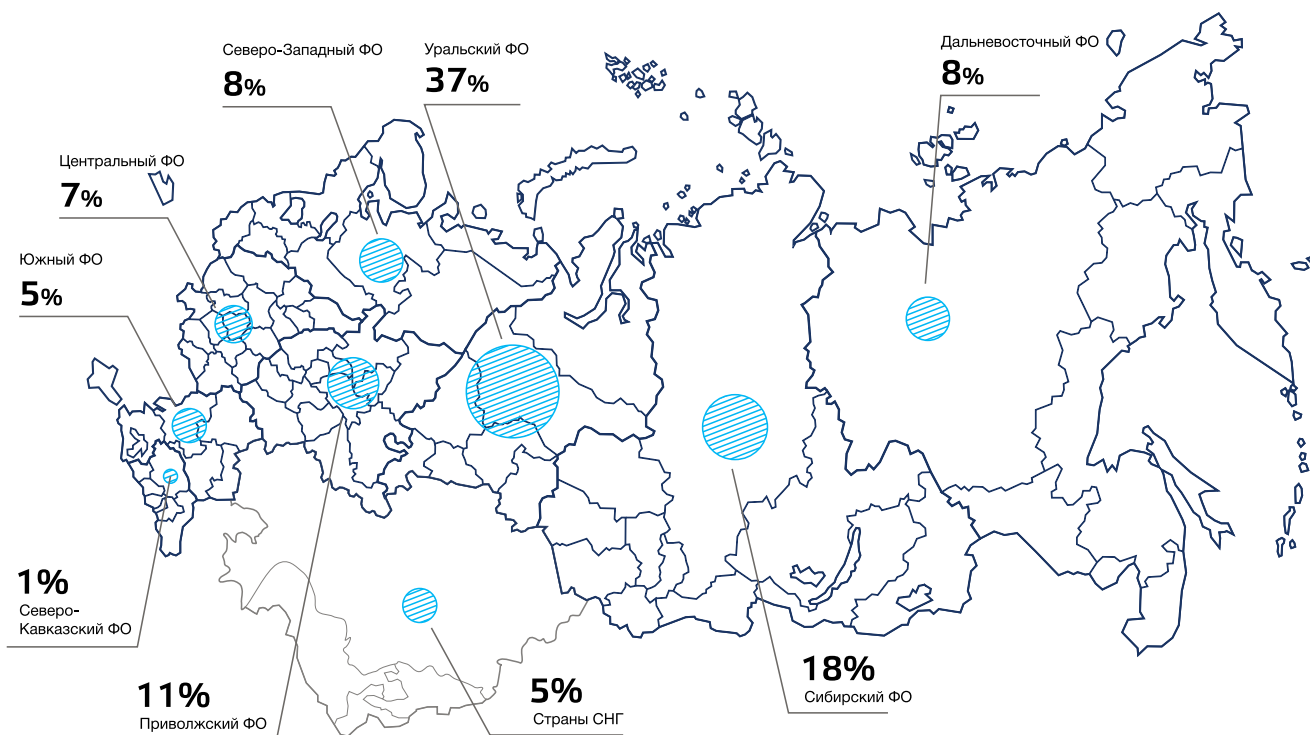 Северо-Западный ФО
8%
Уральский ФО
37%
Дальневосточный ФО
8%
Центральный ФО
7%
Южный ФО
5%
1%
Северо-
Кавказский ФО
11%
Приволжский ФО
5%
Страны СНГ
18%
Сибирский ФО